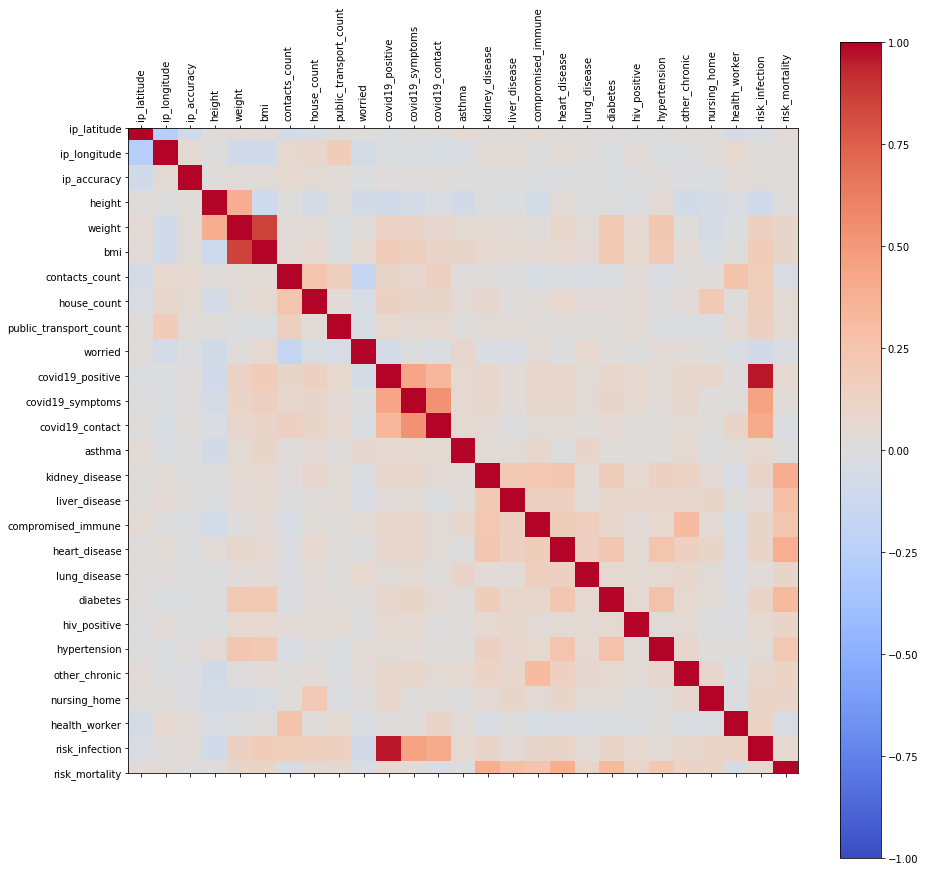 ip_latitude
ip_longitude
ip_accuracy
height
weight
bmi
contacts_count
house_count
public_transport_count
worried
covid19_positive
covid19_symptoms
covid19_contact
asthma
kidney_disease
liver_disease
compromised_immune
heart_disease
lung_disease
diabetes
hiv_positive
hypertension
other_chronic
nursing_home
health_worker
risk_infection
risk_mortality
ip_latitude
ip_longitude
ip_accuracy
height
weight
bmi
contacts_count
house_count
public_transport_count
worried
covid19_positive
covid19_symptoms
covid19_contact
asthma
kidney_disease
liver_disease
compromised_immune
heart_disease
lung_disease
diabetes
hiv_positive
hypertension
other_chronic
nursing_home
health_worker
risk_infection
risk_mortality
1.00
0.75
0.50
0.25
0.00
−0.25
−0.50
−0.75
−1.00